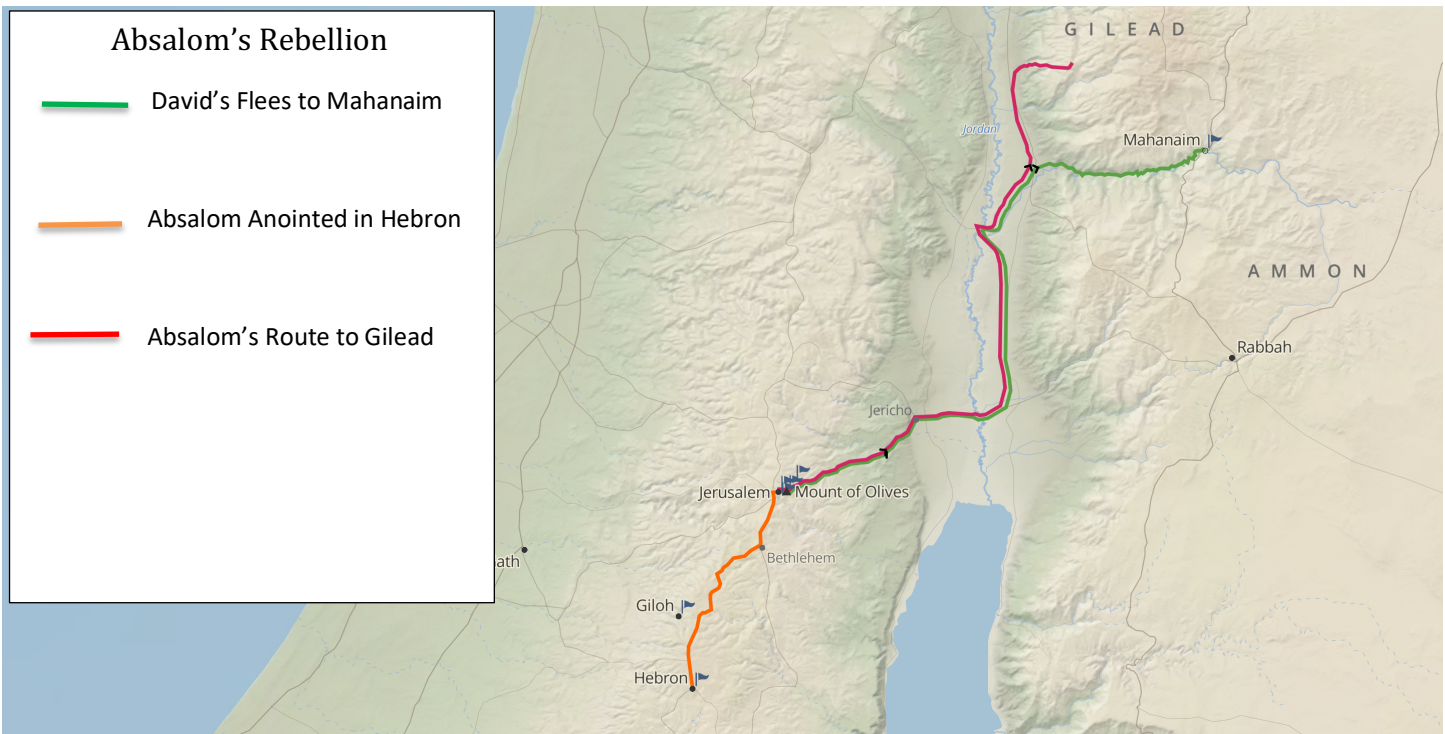 Absalom’s Rebellion
David’s Flees to Mahanaim
Absalom Anointed in Hebron
Absalom’s Route to Gilead
GILEAD
Jordan
Mahanaim
AMMON
Rabbah
Jericho
Jerusalem
Mount of Olives
ath
Bethlehem
Giloh
Hebron